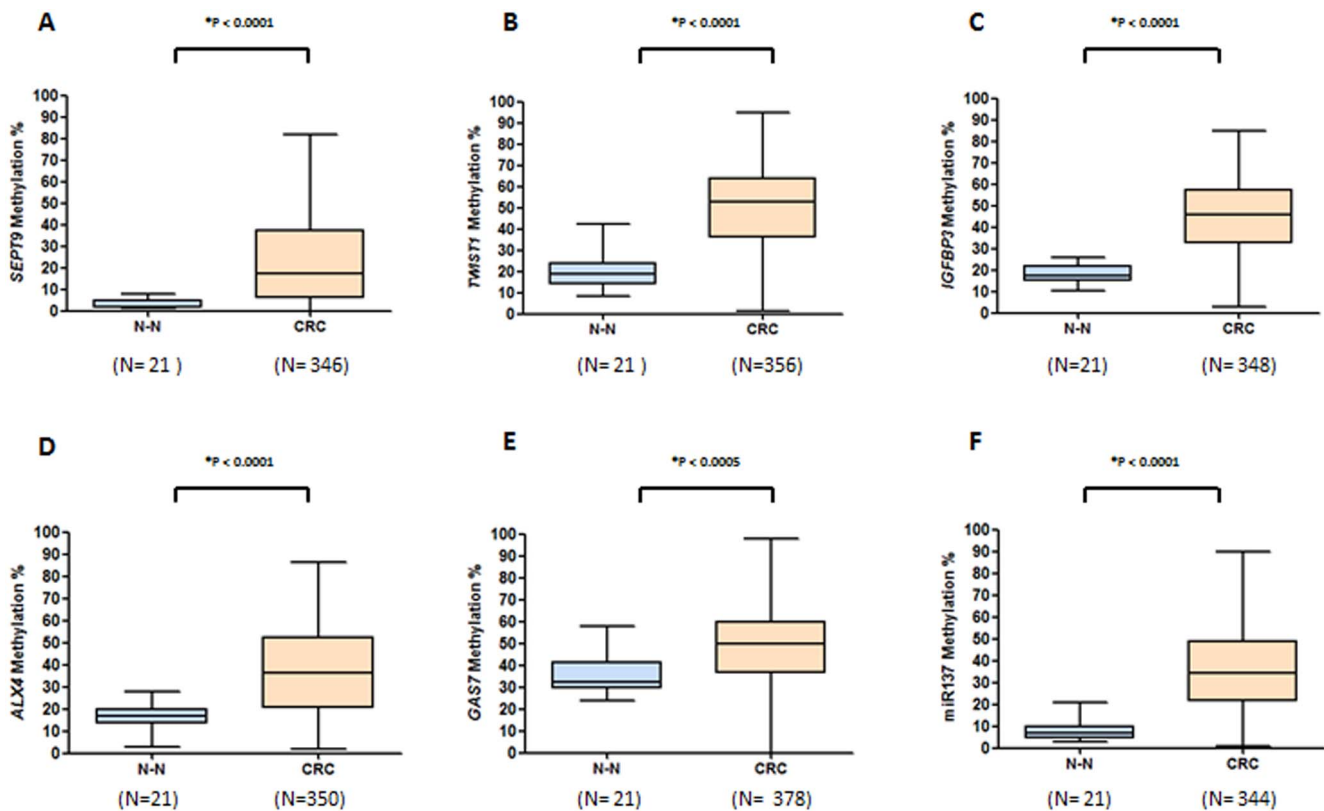 A
*P < 0.0001
SEPT9 Methylation %
100
90
80
70
60
50
40
30
20
10
0
N-N
CRC
(N= 21 )
(N= 346)
B
*P < 0.0001
TWIST1 Methylation %
100
90
80
70
60
50
40
30
20
10
0
N-N
CRC
(N= 21 )
(N=356)
C
*P < 0.0001
IGFBP3 Methylation %
100
90
80
70
60
50
40
30
20
10
0
N-N
CRC
(N=21)
(N= 348)
D
*P < 0.0001
ALX4 Methylation %
100
90
80
70
60
50
40
30
20
10
0
N-N
CRC
(N=21)
(N=350)
E
*P < 0.0005
GAS7 Methylation %
100
90
80
70
60
50
40
30
20
10
0
N-N
CRC
(N= 21)
(N= 378)
F
*P < 0.0001
miR137 Methylation %
100
90
80
70
60
50
40
30
20
10
0
N-N
CRC
(N= 21)
(N= 344)